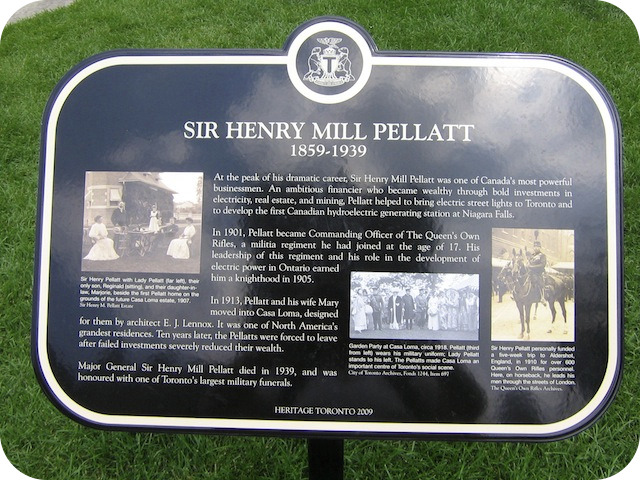 T
SIR HENRY MILL PELLATT
1859-1939
At the peak of his dramatic career, Sir Henry Mill Pellatt was one of Canada's most powerful
businessmen. An ambitious financier who became wealthy through bold investments in
electricity, real estate, and mining, Pellatt helped to bring electric street lights to Toronto and
to develop the first Canadian hydroelectric generating station at Niagara Falls.
In 1901, Pellatt became Commanding Officer of The Queen's Own
Rifles, a militia regiment he had joined at the age of 17. His
leadership of this regiment and his role in the development of
electric power in Ontario earned
him a knighthood in 1905.
In 1913, Pellatt and his wife Mary
moved into Casa Loma, designed
for them by architect E. J. Lennox. It was one of North America's
grandest residences. Ten years later, the Pellatts were forced to leave
after failed investments severely reduced their wealth.
Major General Sir Henry Mill Pellatt died in 1939, and was
honoured with one of Toronto's largest military funerals.
Sir Henry Pellatt with Lady Pellatt (far left), their
only son, Reginald (sitting), and their daughter-in-
law, Marjorie, beside the first Pellatt home on the
grounds of the future Casa Loma estate, 1907.
Sir Henry M. Pellatt Estate
Garden Party at Casa Loma, circa 1918. Pellatt (third
from left) wears his military uniform; Lady Pellatt
stands to his left. The Pellatts made Casa Loma an
important centre of Toronto's social scene.
City of Toronto Archives, Fonds 1244, Item 697
Sir Henry Pellatt personally funded
a five-week trip to Aldershot,
England, in 1910 for over 600
Queen's Own Rifles personnel.
Here, on horseback, he leads his
men through the streets of London.
The Queen's Own Rifles Archives
HERITAGE TORONTO 2009